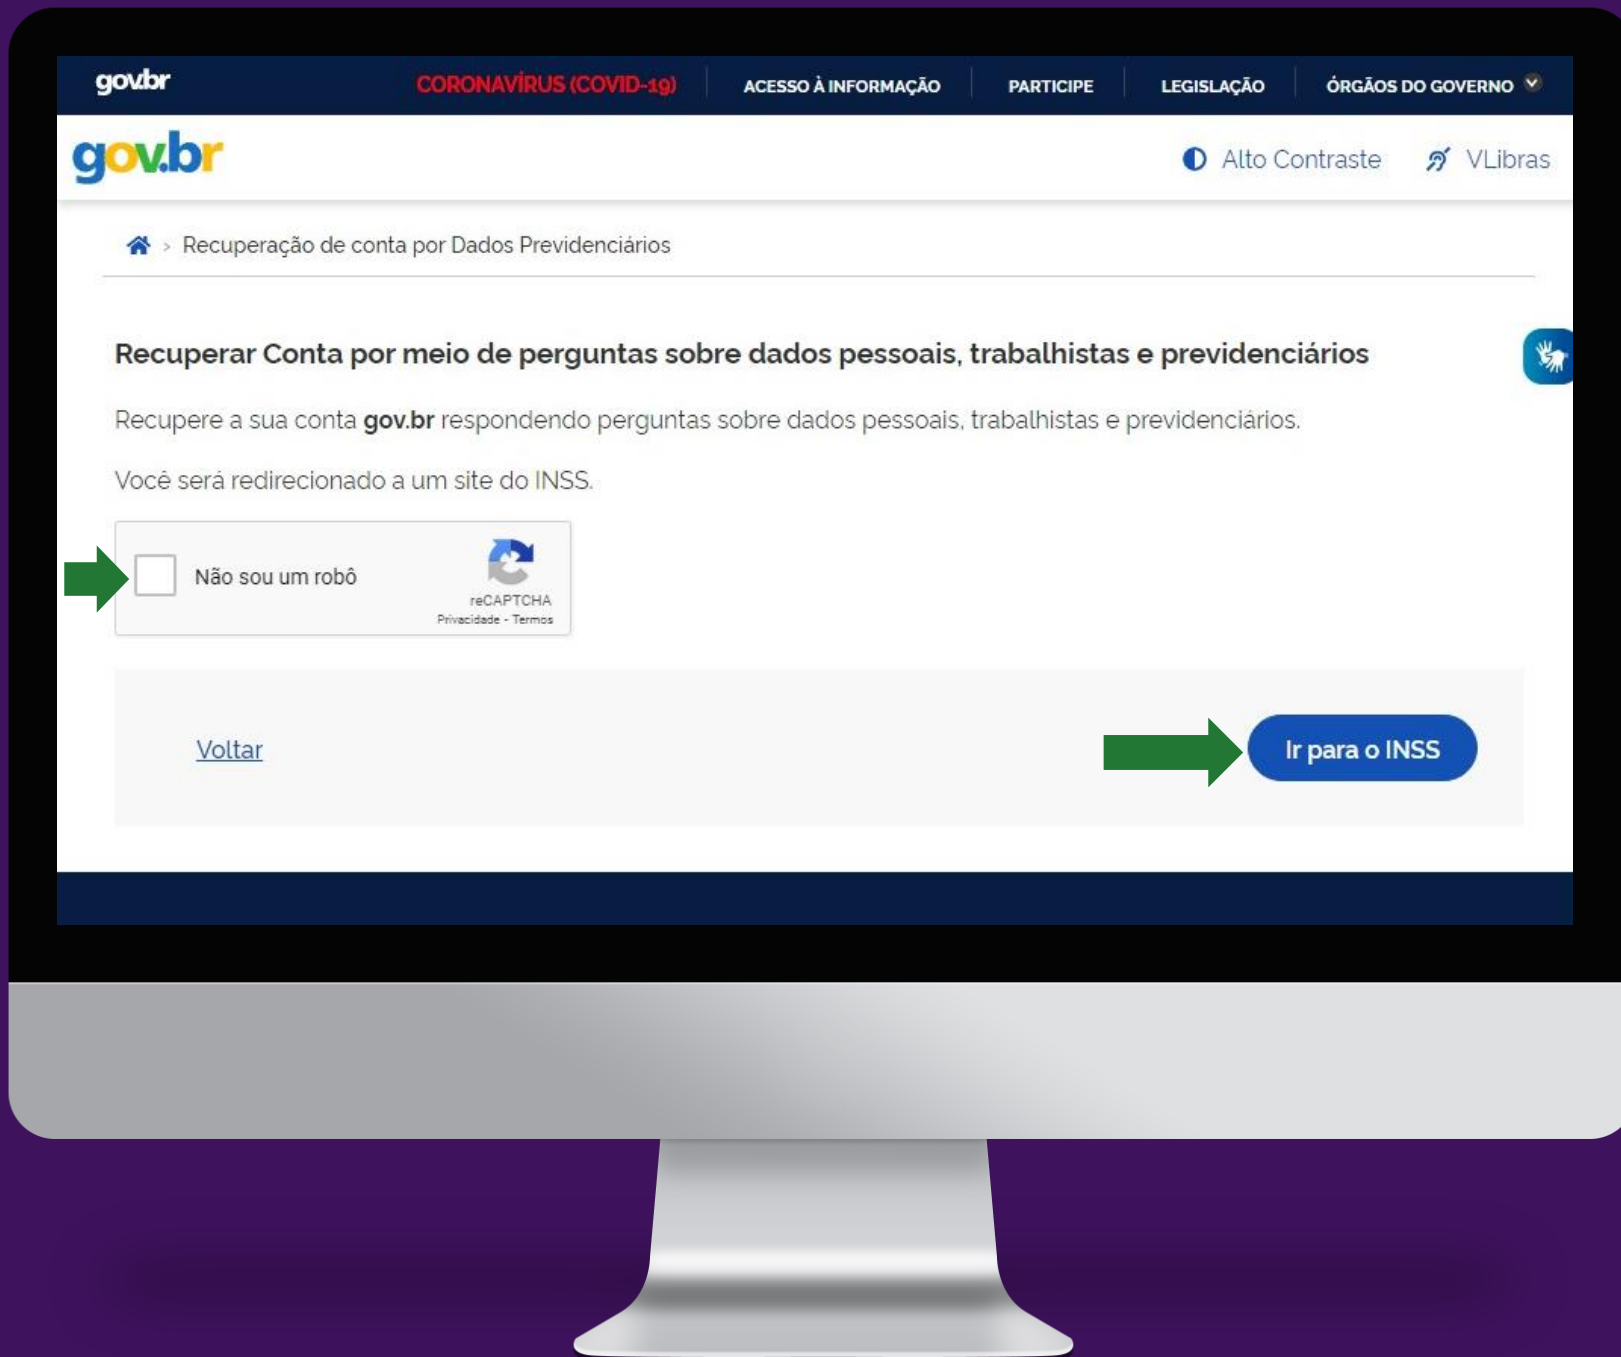 gov.br CORONAVÍRUS (COVID-19) ACESSO À INFORMAÇÃO PARTICIPE LEGISLAÇÃO ÓRGÃOS DO GOVERNO
gov.br Alto Contraste VLibras
> Recuperação de conta por Dados Previdenciários
Recuperar Conta por meio de perguntas sobre dados pessoais, trabalhistas e previdenciários
Recupere a sua conta gov.br respondendo perguntas sobre dados pessoais, trabalhistas e previdenciários.
Você será redirecionado a um site do INSS.
Não sou um robô
reCAPTCHA
Privacidade - Termos
Voltar Ir para o INSS